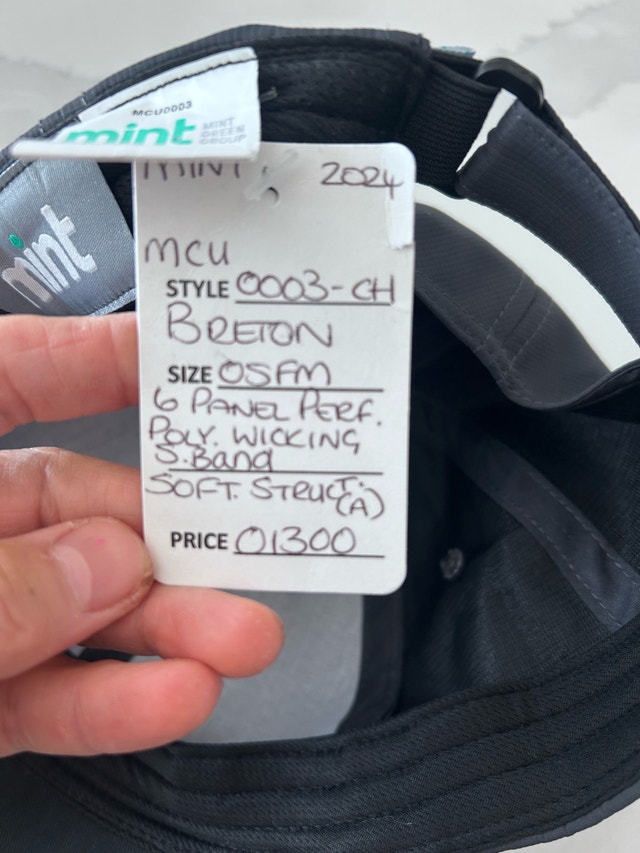 MCU0003
mint MINT
GREEN
GROUP
mint
MINT 2024
MCU
STYLE 0003-CH
BRETON
SIZE OSFM
6 PANEL PERF.
POLY. WICKING
S.Band
SOFT. STRUCT.
(A)
PRICE 01300